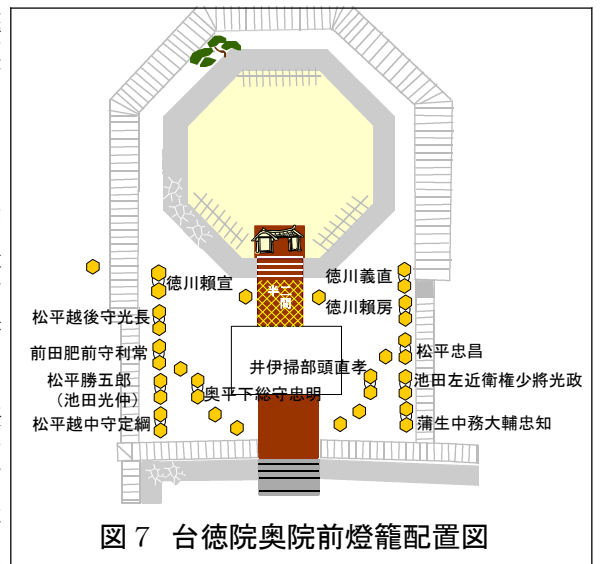 徳川頼宣
松平越後守光長
前田肥前守利常
松平勝五郎
（池田光仲）
松平越中守定綱
奥平下総守忠明
二間
半
井伊掃部頭直孝
徳川義直
徳川頼房
松平忠昌
池田左近衛権少将光政
蒲生中務大輔忠知
図７ 台徳院奥院前燈籠配置図